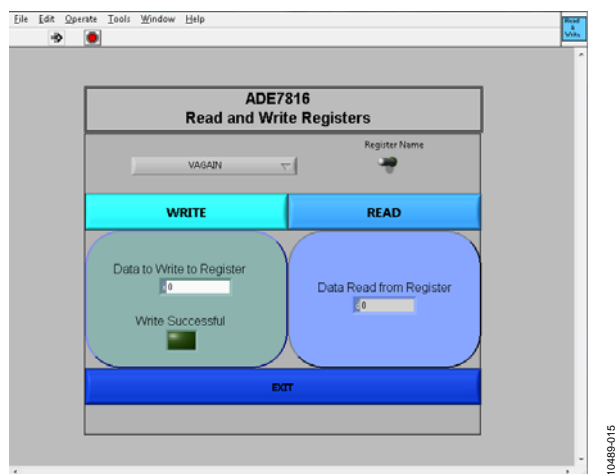 File Edit Operate Tools Window Help
Read
&
Write
ADE7816
Read and Write Registers
Register Name
VAGAIN
WRITE READ
Data to Write to Register
0
Data Read from Register
0
Write Successful
EXIT
10489-015